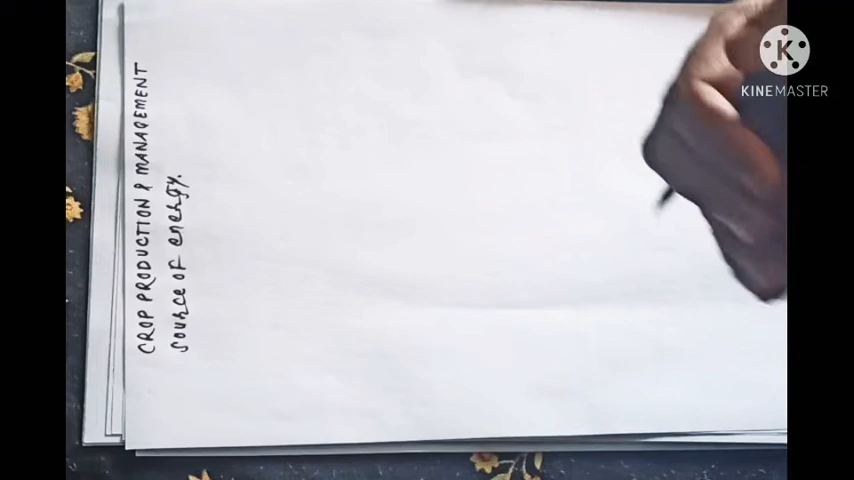 CROP PRODUCTION & MANAGEMENT
source of energy.
KINEMASTER